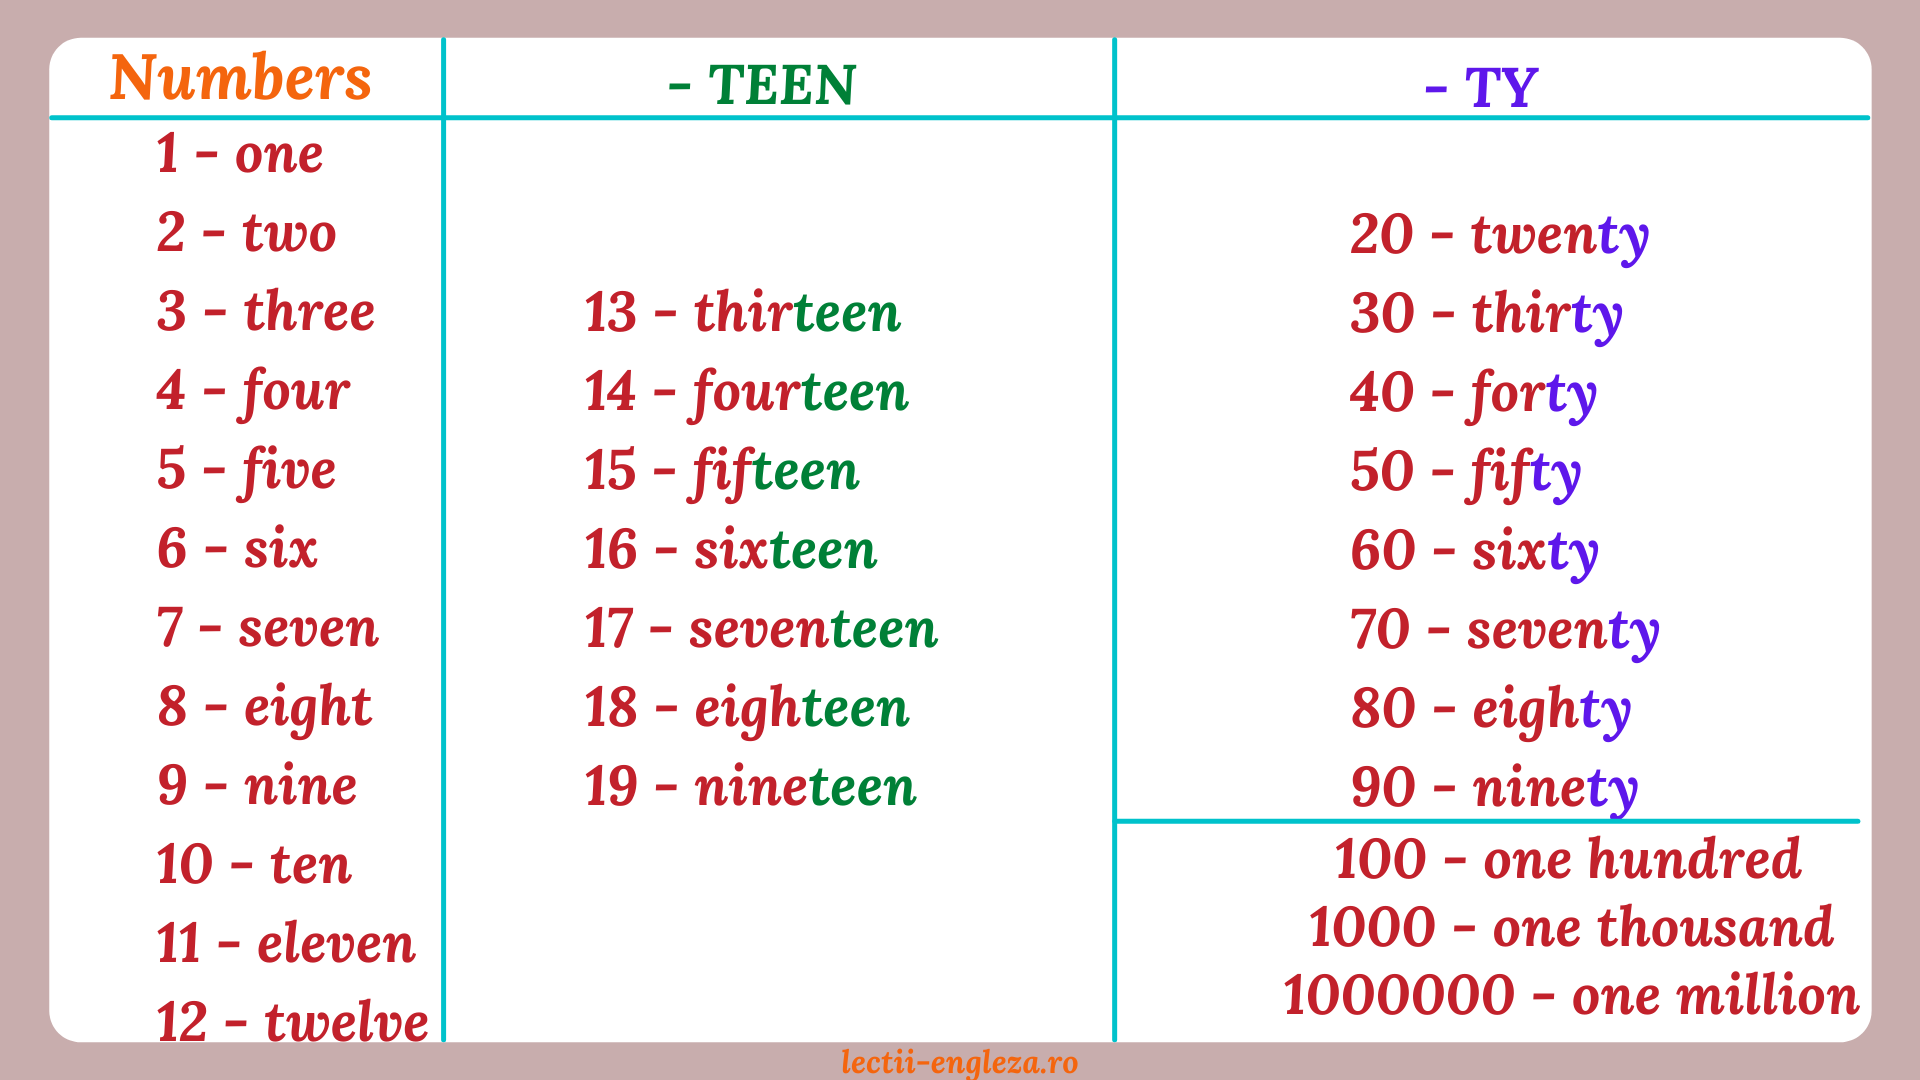 Numbers
1 – one
2 – two
3 – three
4 – four
5 – five
6 – six
7 – seven
8 – eight
9 – nine
10 – ten
11 – eleven
12 – twelve
– TEEN
13 – thirteen
14 – fourteen
15 – fifteen
16 – sixteen
17 – seventeen
18 – eighteen
19 – nineteen
– TY
20 – twenty
30 – thirty
40 – forty
50 – fifty
60 – sixty
70 – seventy
80 – eighty
90 – ninety
100 – one hundred
1000 – one thousand
1000000 – one million
lectii-engleza.ro